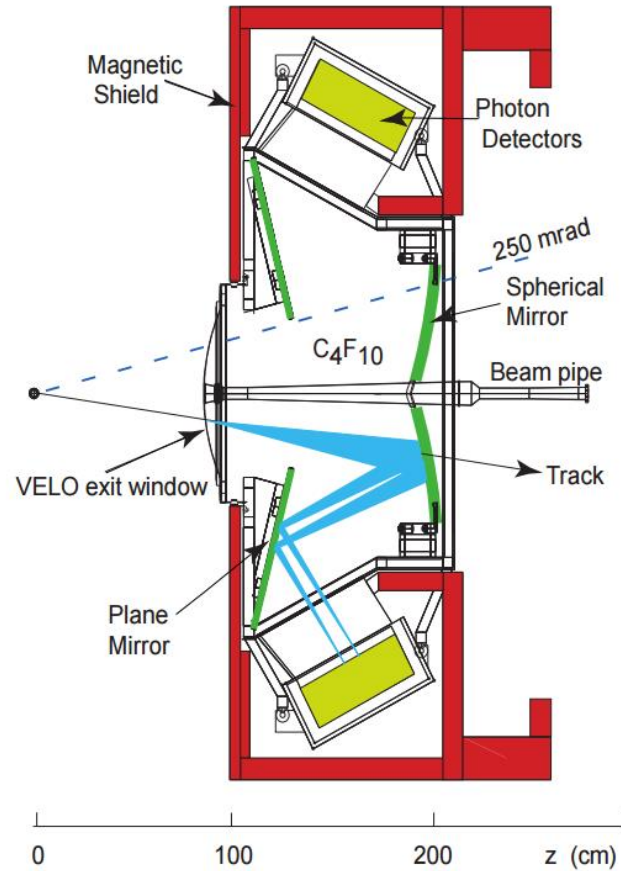 Magnetic
Shield
Photon
Detectors
250 mrad
Spherical
Mirror
C4F10
Beam pipe
VELO exit window
Track
Plane
Mirror
0 100 200 z (cm)